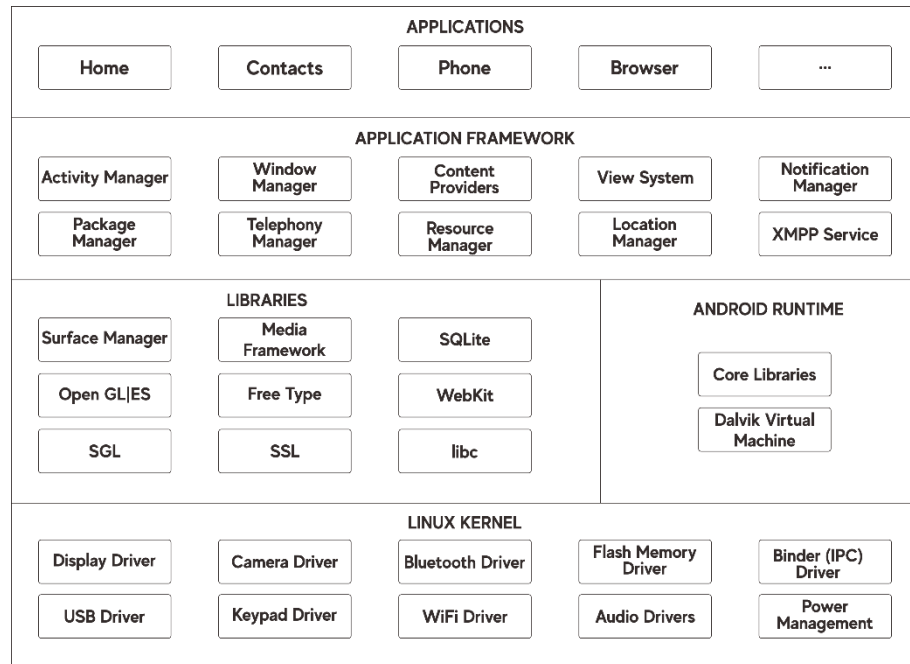 APPLICATIONS
Home
Contacts
Phone
Browser
...
APPLICATION FRAMEWORK
Activity Manager
Window
Manager
Content
Providers
View System
Notification
Manager
Package
Manager
Telephony
Manager
Resource
Manager
Location
Manager
XMPP Service
LIBRARIES
Surface Manager
Media
Framework
SQLite
Open GL|ES
Free Type
WebKit
SGL
SSL
libc
ANDROID RUNTIME
Core Libraries
Dalvik Virtual
Machine
LINUX KERNEL
Display Driver
Camera Driver
Bluetooth Driver
Flash Memory
Driver
Binder (IPC)
Driver
USB Driver
Keypad Driver
WiFi Driver
Audio Drivers
Power
Management